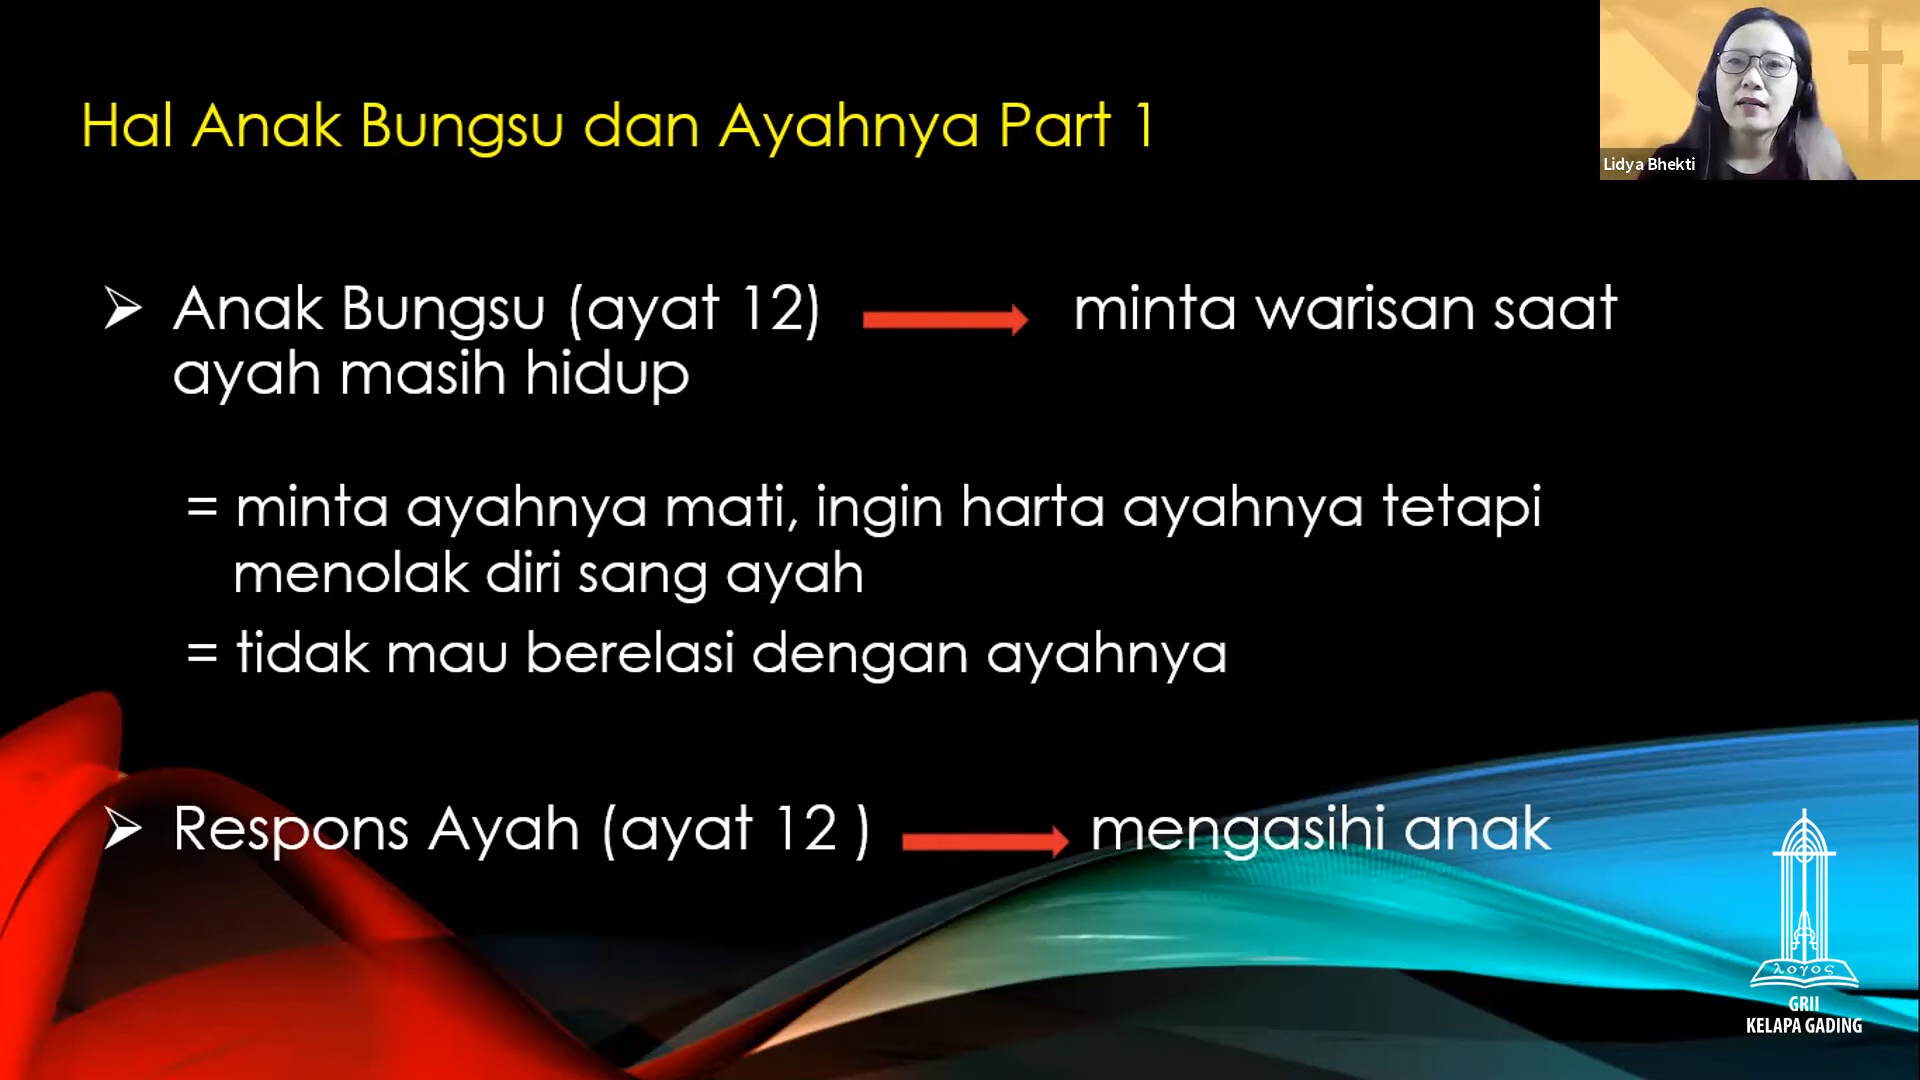 Hal Anak Bungsu dan Ayahnya Part 1
Lidya Bhekti
Anak Bungsu (ayat 12) minta warisan saat
ayah masih hidup
= minta ayahnya mati, ingin harta ayahnya tetapi
menolak diri sang ayah
= tidak mau berelasi dengan ayahnya
Respons Ayah (ayat 12 ) mengasihi anak
λογος
GRII
KELAPA GADING